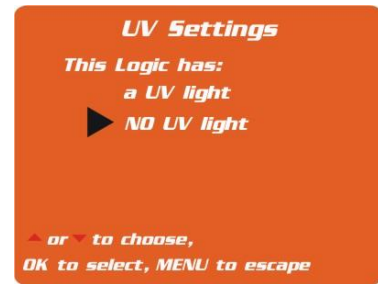 UV Settings
This Logic has:
a UV light
NO UV light
or to choose,
OK to select, MENU to escape